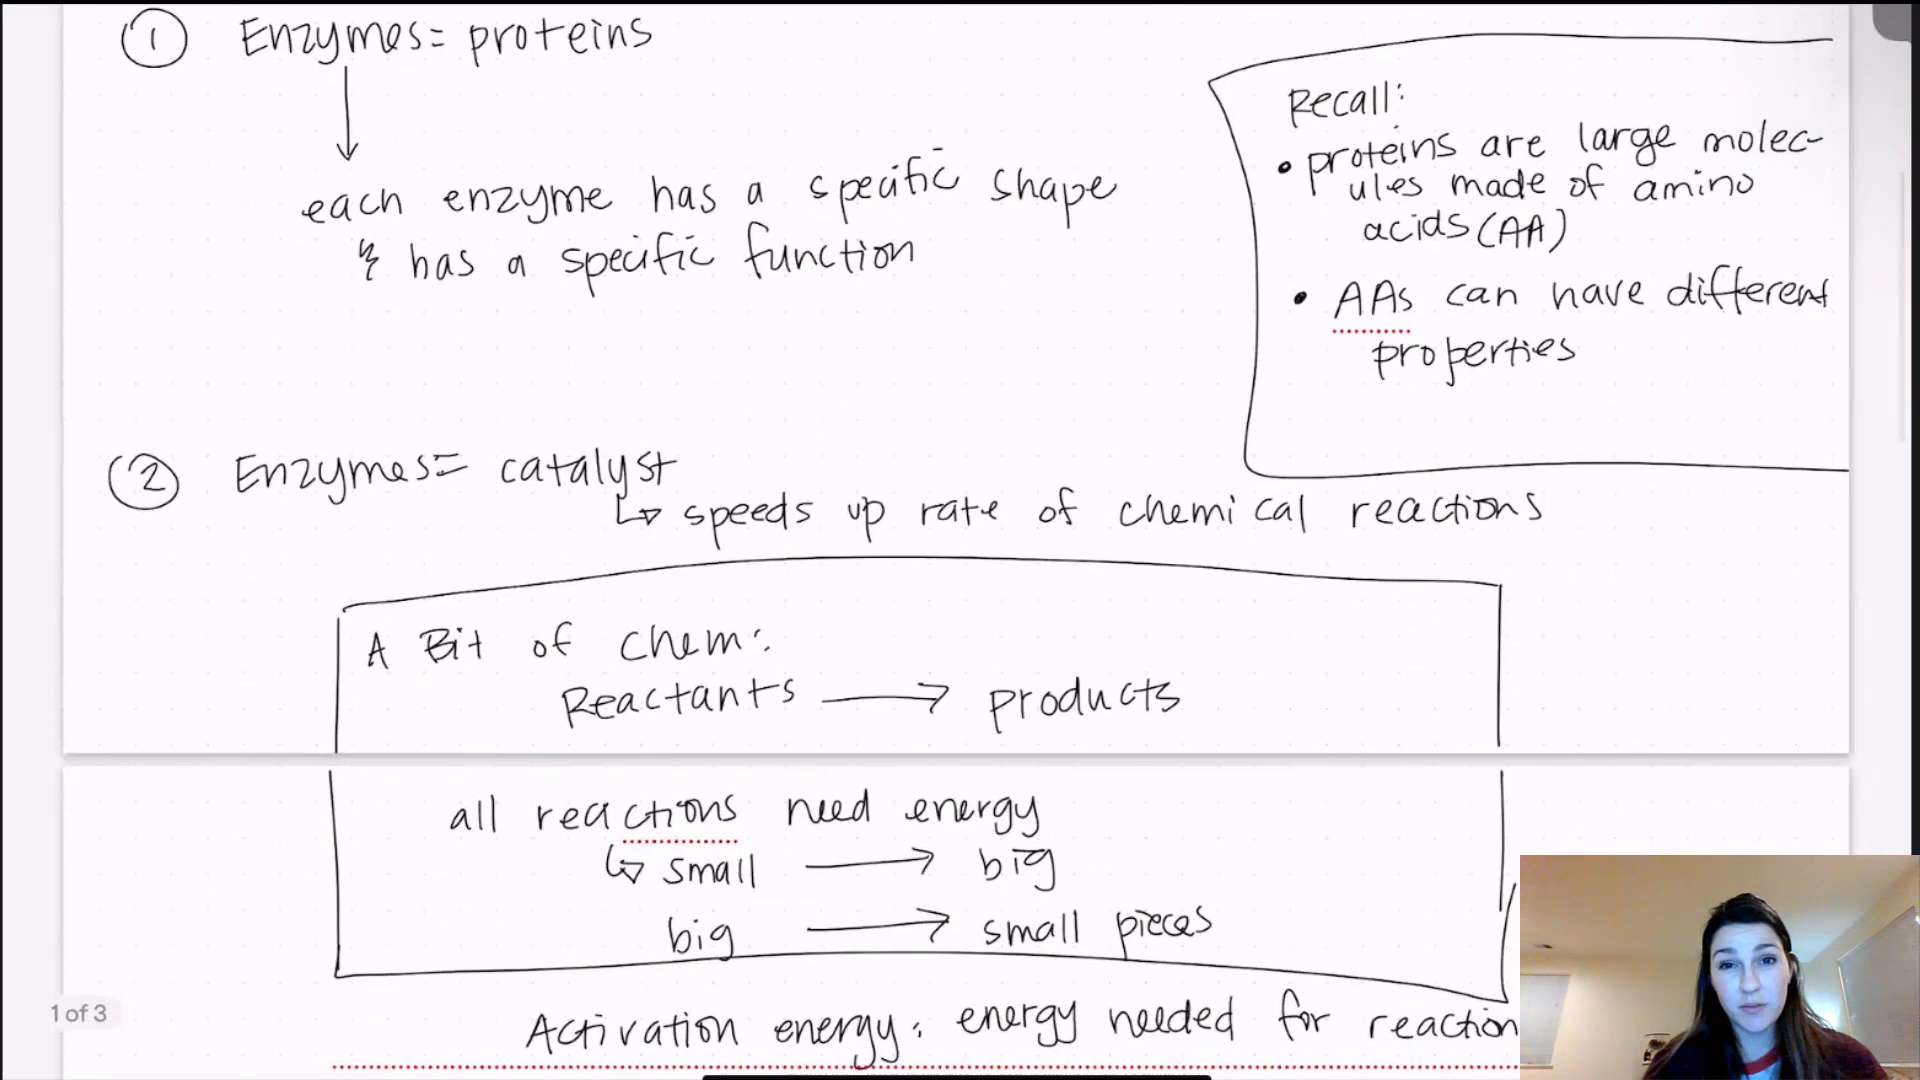 1 Enzymes = proteins
each enzyme has a specific shape
& has a specific function
Recall:
• proteins are large molec-
ules made of amino
acids (AA)
• AAs can have different
properties
2 Enzymes = catalyst
↳ speeds up rate of chemical reactions
A Bit of chem:
Reactants → products
all reactions need energy
↳ small → big
big → small pieces
Activation energy: energy needed for reaction
1 of 3